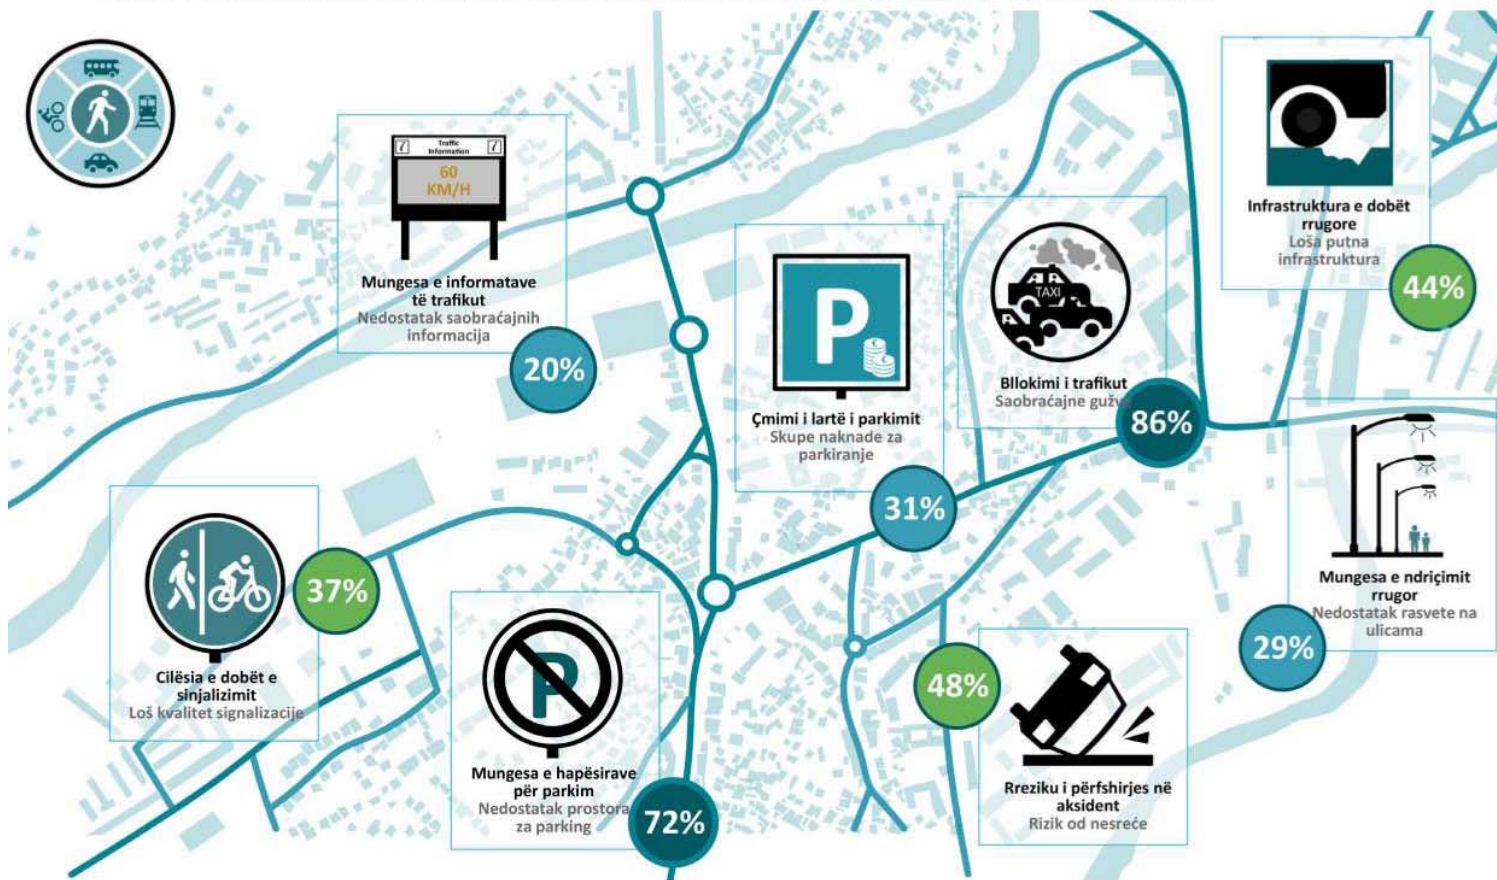 Traffic
Information
60
KM/H
Mungesa e informatave
të trafikut
Nedostatak saobraćajnih
informacija
20%
Çmimi i lartë i parkimit
Skupe naknade za
parkiranje
31%
TAXI
Bllokimi i trafikut
Saobraćajne gužve
86%
Infrastruktura e dobët
rrugore
Loša putna
infrastruktura
44%
Cilësia e dobët e
sinjalizimit
Loš kvalitet signalizacije
37%
P
Mungesa e hapësirave
për parkim
Nedostatak prostora
za parking
72%
P
48%
Rreziku i përfshirjes në
aksident
Rizik od nesreće
Mungesa e ndriçimit
rrugor
Nedostatak rasvete na
ulicama
29%